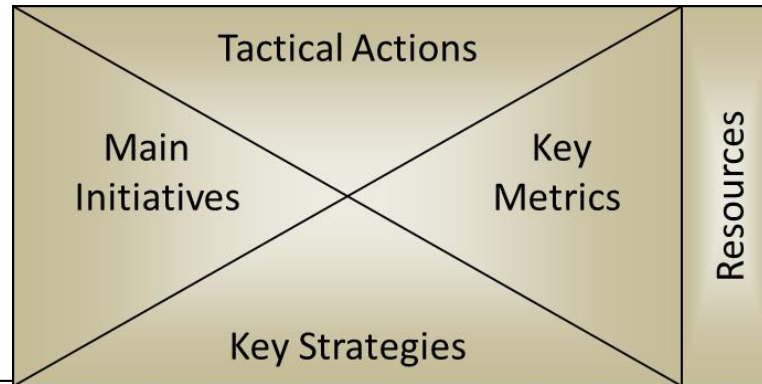 Tactical Actions
Main
Initiatives
Key
Metrics
Resources
Key Strategies